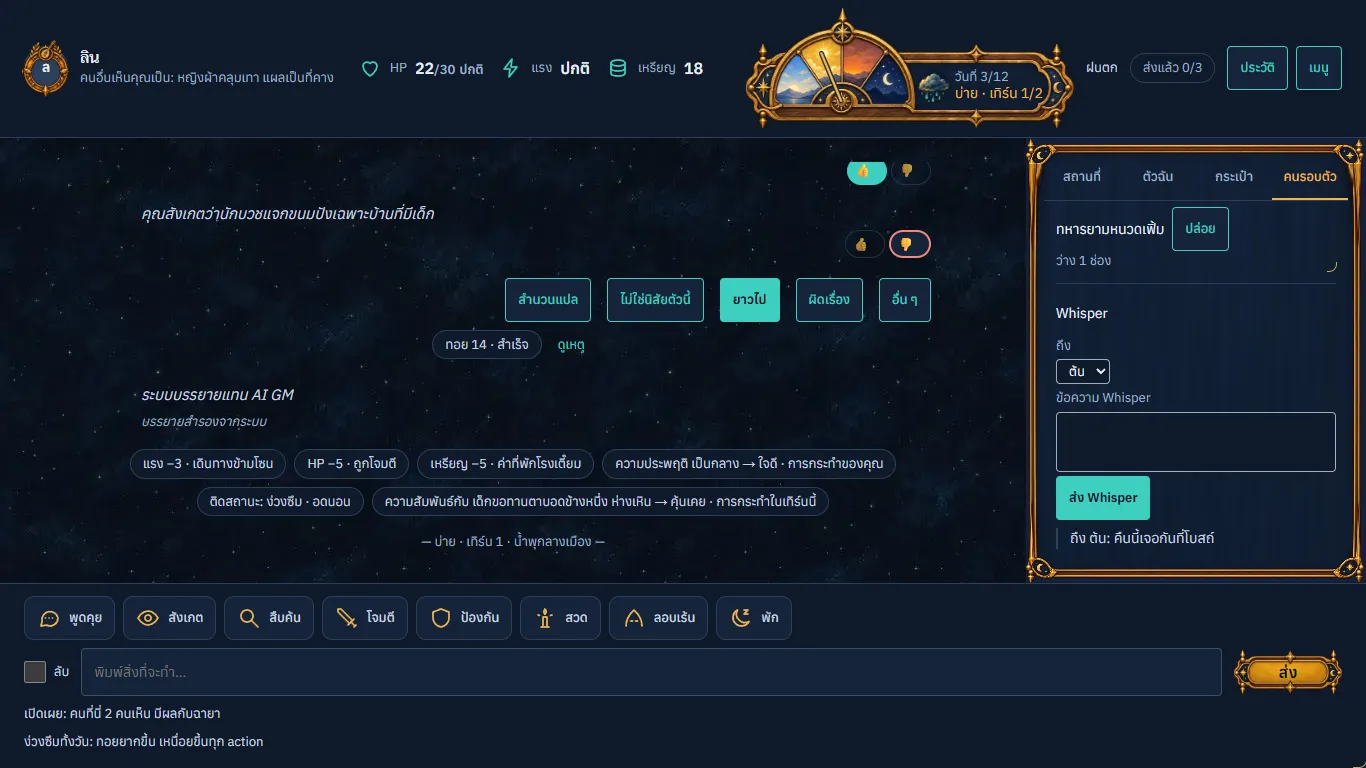 ล
ลิน
คนอื่นเห็นคุณเป็น: หญิงผ้าคลุมเทา แผลเป็นที่คาง
HP 22/30 ปกติ
แรง ปกติ
เหรียญ 18
วันที่ 3/12
บ่าย · เทิร์น 1/2
ฝนตก
ส่งแล้ว 0/3
ประวัติ
เมนู
คุณสังเกตว่านักบวชแจกขนมปังเฉพาะบ้านที่มีเด็ก
สำนวนแปล
ไม่ใช่นิสัยตัวนี้
ยาวไป
ผิดเรื่อง
อื่น ๆ
ทอย 14 · สำเร็จ
ดูเหตุ
ระบบบรรยายแทน AI GM
บรรยายสำรองจากระบบ
แรง −3 · เดินทางข้ามโซน
HP −5 · ถูกโจมตี
เหรียญ −5 · ค่าที่พักโรงเตี๊ยม
ความประพฤติ เป็นกลาง → ใจดี · การกระทำของคุณ
ติดสถานะ: ง่วงซึม · อดนอน
ความสัมพันธ์กับ เด็กขอทานตาบอดข้างหนึ่ง ห่างเหิน → คุ้นเคย · การกระทำในเทิร์นนี้
— บ่าย · เทิร์น 1 · น้ำพุกลางเมือง —
สถานที่
ตัวฉัน
กระเป๋า
คนรอบตัว
ทหารยามหนวดเฟิ้ม
ปล่อย
ว่าง 1 ช่อง
Whisper
ถึง
ต้น
ข้อความ Whisper
ส่ง Whisper
ถึง ต้น: คืนนี้เจอกันที่โบสถ์
พูดคุย
สังเกต
สืบค้น
โจมตี
ป้องกัน
สวด
ลอบเร้น
พัก
ลับ
พิมพ์สิ่งที่จะทำ...
ส่ง
เปิดเผย: คนที่นี่ 2 คนเห็น มีผลกับฉายา
ง่วงซึมทั้งวัน: ทอยยากขึ้น เหนื่อยขึ้นทุก action